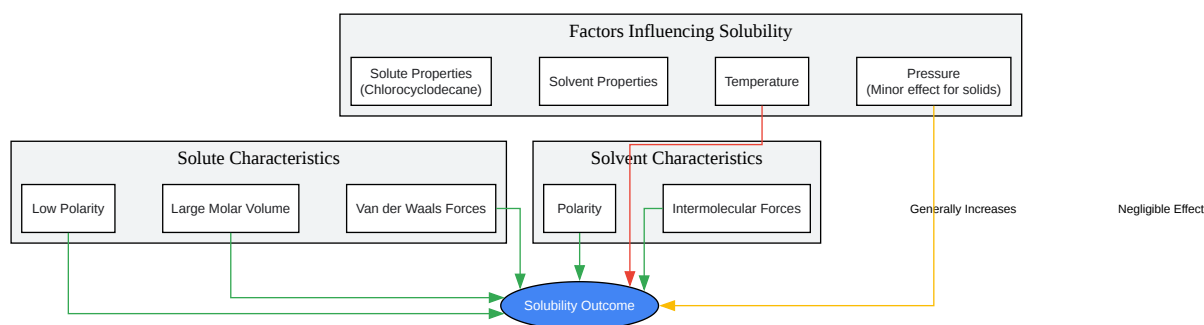 Factors Influencing Solubility
Solute Properties
(Chlorocyclodecane)
Solvent Properties
Temperature
Pressure
(Minor effect for solids)
Solute Characteristics
Low Polarity
Large Molar Volume
Van der Waals Forces
Solvent Characteristics
Polarity
Intermolecular Forces
Generally Increases
Negligible Effect
Solubility Outcome